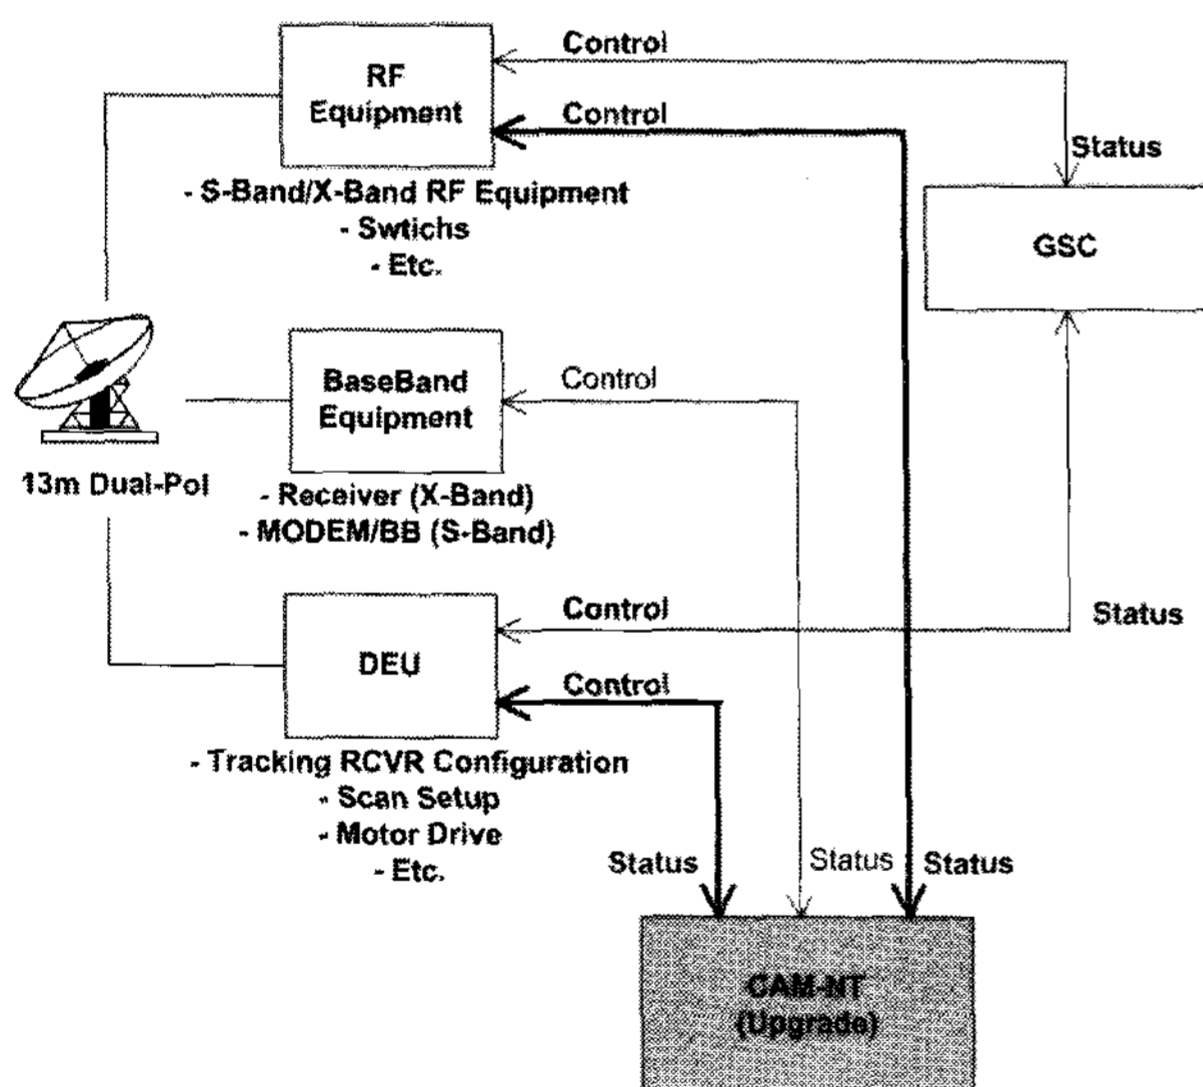 Control
RF
Equipment
Control
Status
- S-Band/X-Band RF Equipment
- Swtichs
- Etc.
GSC
BaseBand
Equipment
Control
13m Dual-Pol
- Receiver (X-Band)
- MODEM/BB (S-Band)
Control
Status
DEU
Control
- Tracking RCVR Configuration
- Scan Setup
- Motor Drive
- Etc.
Status
Status
Status
CAM-NT
(Upgrade)